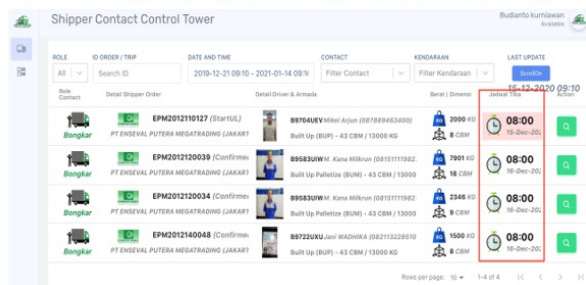 Shipper Contact Control Tower
Budianto kurniawan
Available
ROLE
ID ORDER / TRIP
DATE AND TIME
CONTACT
KENDARAAN
LAST UPDATE
All
Search ID
2019-12-21 09:10 - 2021-01-14 09:1
Filter Contact
Filter Kendaraan
ScrollOn
15-12-2020 09:10
Role Contact
Detail Shipper Order
Detail Driver & Armada
Berat | Dimensi
Jadwal Tiba
Action
Bongkar
EPM2012110127 (StartUL)
PT ENSEVAL PUTERA MEGATRADING (JAKART
B9704UEV Mikel Arjun (087889463400)
Built Up (BUP) - 43 CBM / 13000 KG
KG 2000 KG
8 CBM
08:00
15-Dec-202
Bongkar
EPM2012120039 (Confirme
PT ENSEVAL PUTERA MEGATRADING (JAKART
B9583UIW M. Kana Milkrun (08151111982.
Built Up Palletize (BUM) - 43 CBM / 13000
KG 7901 KG
18 CBM
08:00
16-Dec-202
Bongkar
EPM2012120034 (Confirme
PT ENSEVAL PUTERA MEGATRADING (JAKART
B9583UIW M. Kana Milkrun (08151111982.
Built Up Palletize (BUM) - 43 CBM / 13000
KG 2346 KG
9 CBM
08:00
16-Dec-202
Bongkar
EPM2012140048 (Confirme
PT ENSEVAL PUTERA MEGATRADING (JAKART
B9722UXU Jani WADHIKA (082113228510
Built Up (BUP) - 43 CBM / 13000 KG
KG 1500 KG
8 CBM
08:00
16-Dec-202
Rows per page: 10
1-4 of 4